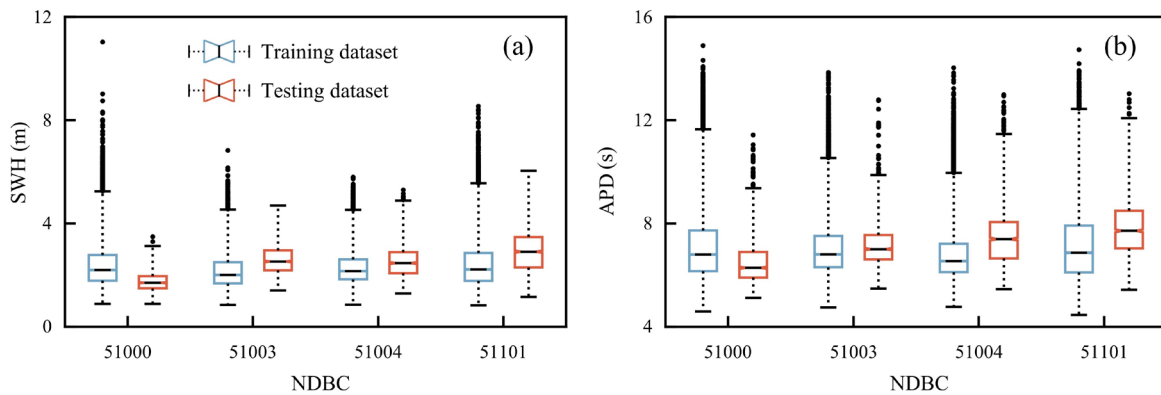 12
8
4
0
SWH (m)
(a)
Training dataset
Testing dataset
51000 51003 51004 51101
NDBC
16
12
8
4
APD (s)
(b)
51000 51003 51004 51101
NDBC